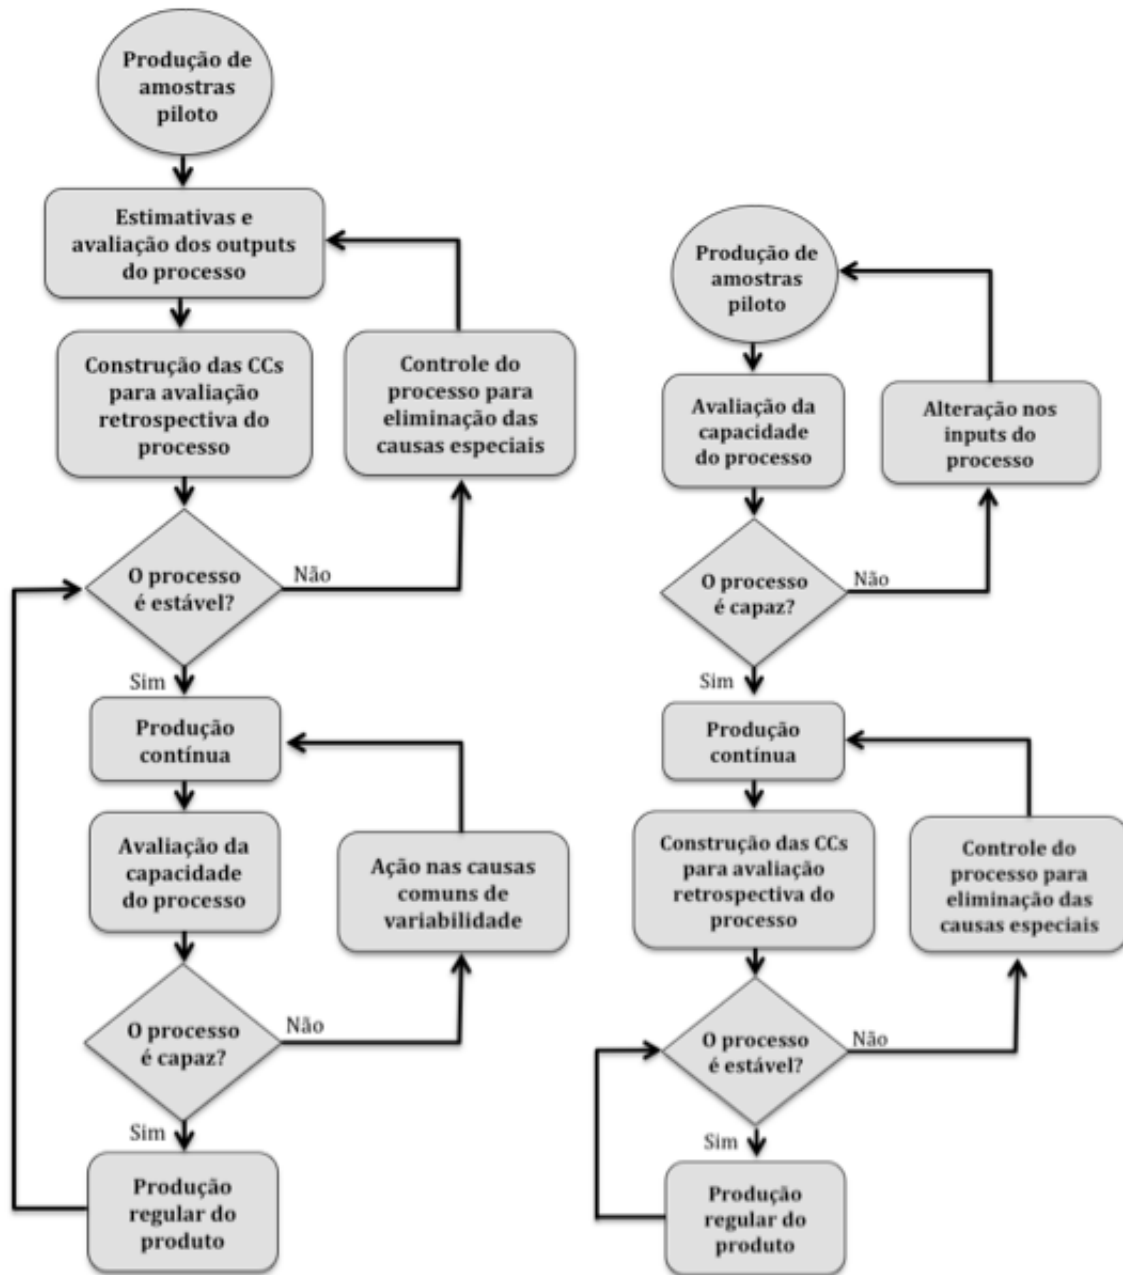 Produção de
amostras
piloto
Estimativas e
avaliação dos outputs
do processo
Construção das CCs
para avaliação
retrospectiva do
processo
Controle do
processo para
eliminação das
causas especiais
O processo
é estável?
Não
Sim
Produção
contínua
Avaliação da
capacidade
do processo
Ação nas causas
comuns de
variabilidade
O processo
é capaz?
Não
Sim
Produção
regular do
produto
Produção de
amostras
piloto
Avaliação da
capacidade
do processo
Alteração nos
inputs do
processo
O processo
é capaz?
Não
Sim
Produção
contínua
Construção das CCs
para avaliação
retrospectiva do
processo
Controle do
processo para
eliminação das
causas especiais
O processo
é estável?
Não
Sim
Produção
regular do
produto